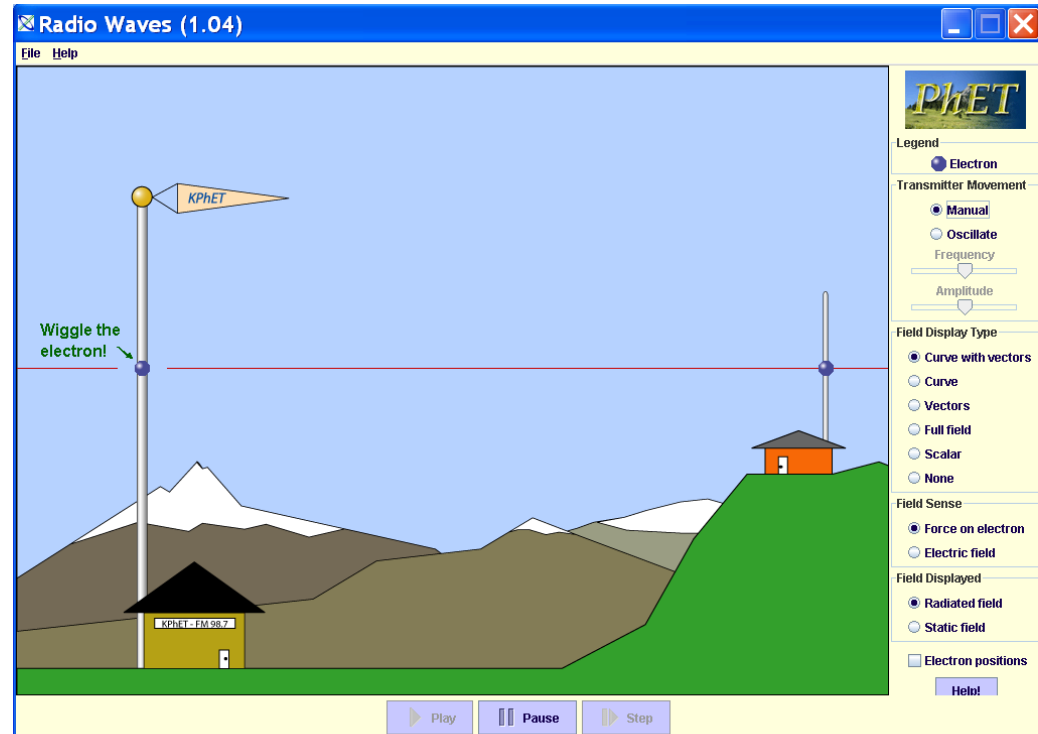 Radio Waves (1.04)
File Help
PhET
Legend
Electron
Transmitter Movement
Manual
Oscillate
Frequency
Amplitude
KPhET
Wiggle the
electron!
Field Display Type
Curve with vectors
Curve
Vectors
Full field
Scalar
None
Field Sense
Force on electron
Electric field
Field Displayed
Radiated field
Static field
KPhET - FM 98.7
Electron positions
Help!
Play Pause Step